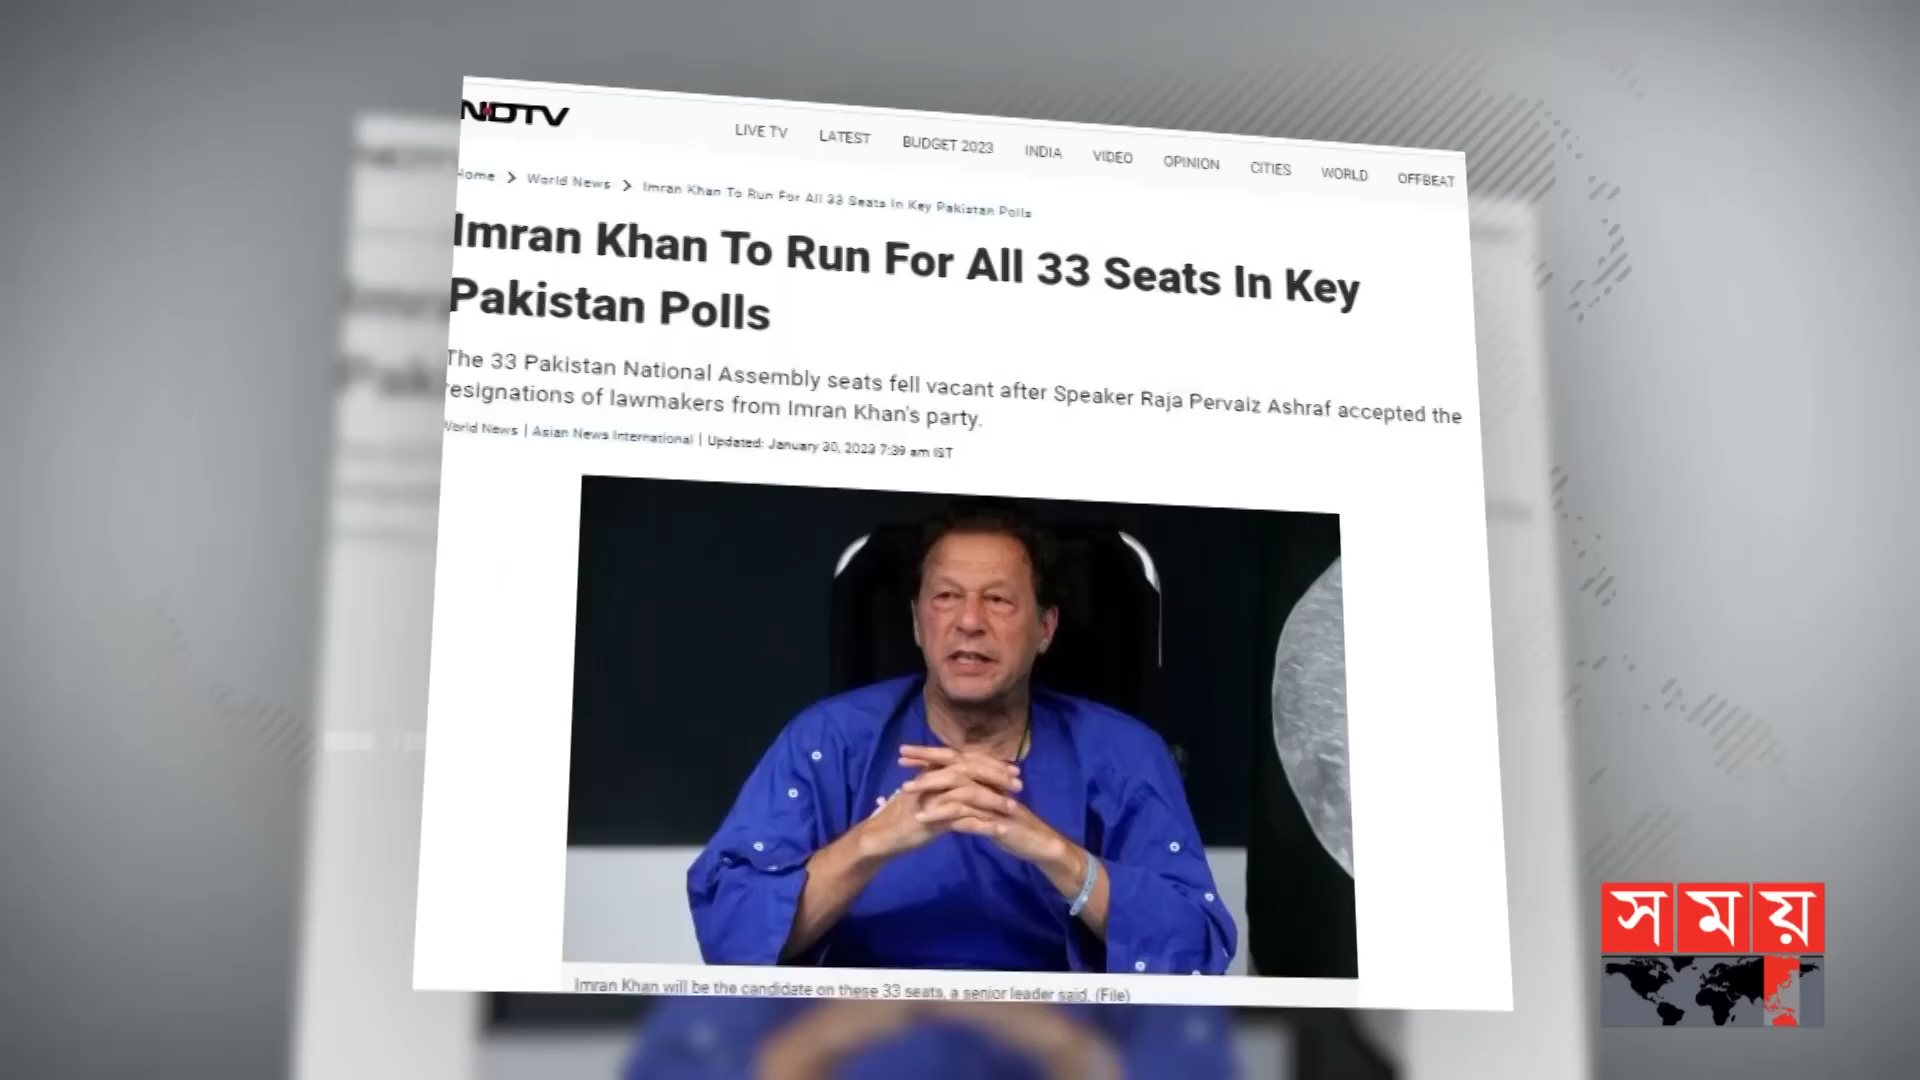 NDTV
LIVE TV LATEST BUDGET 2023 INDIA VIDEO OPINION CITIES WORLD OFFBEAT
Home > World News > Imran Khan To Run For All 33 Seats In Key Pakistan Polls
Imran Khan To Run For All 33 Seats In Key
Pakistan Polls
The 33 Pakistan National Assembly seats fell vacant after Speaker Raja Pervaiz Ashraf accepted the
resignations of lawmakers from Imran Khan's party.
World News | Asian News International | Updated: January 30, 2023 7:39 am IST
Imran Khan will be the candidate on these 33 seats, a senior leader said. (File)
সময়